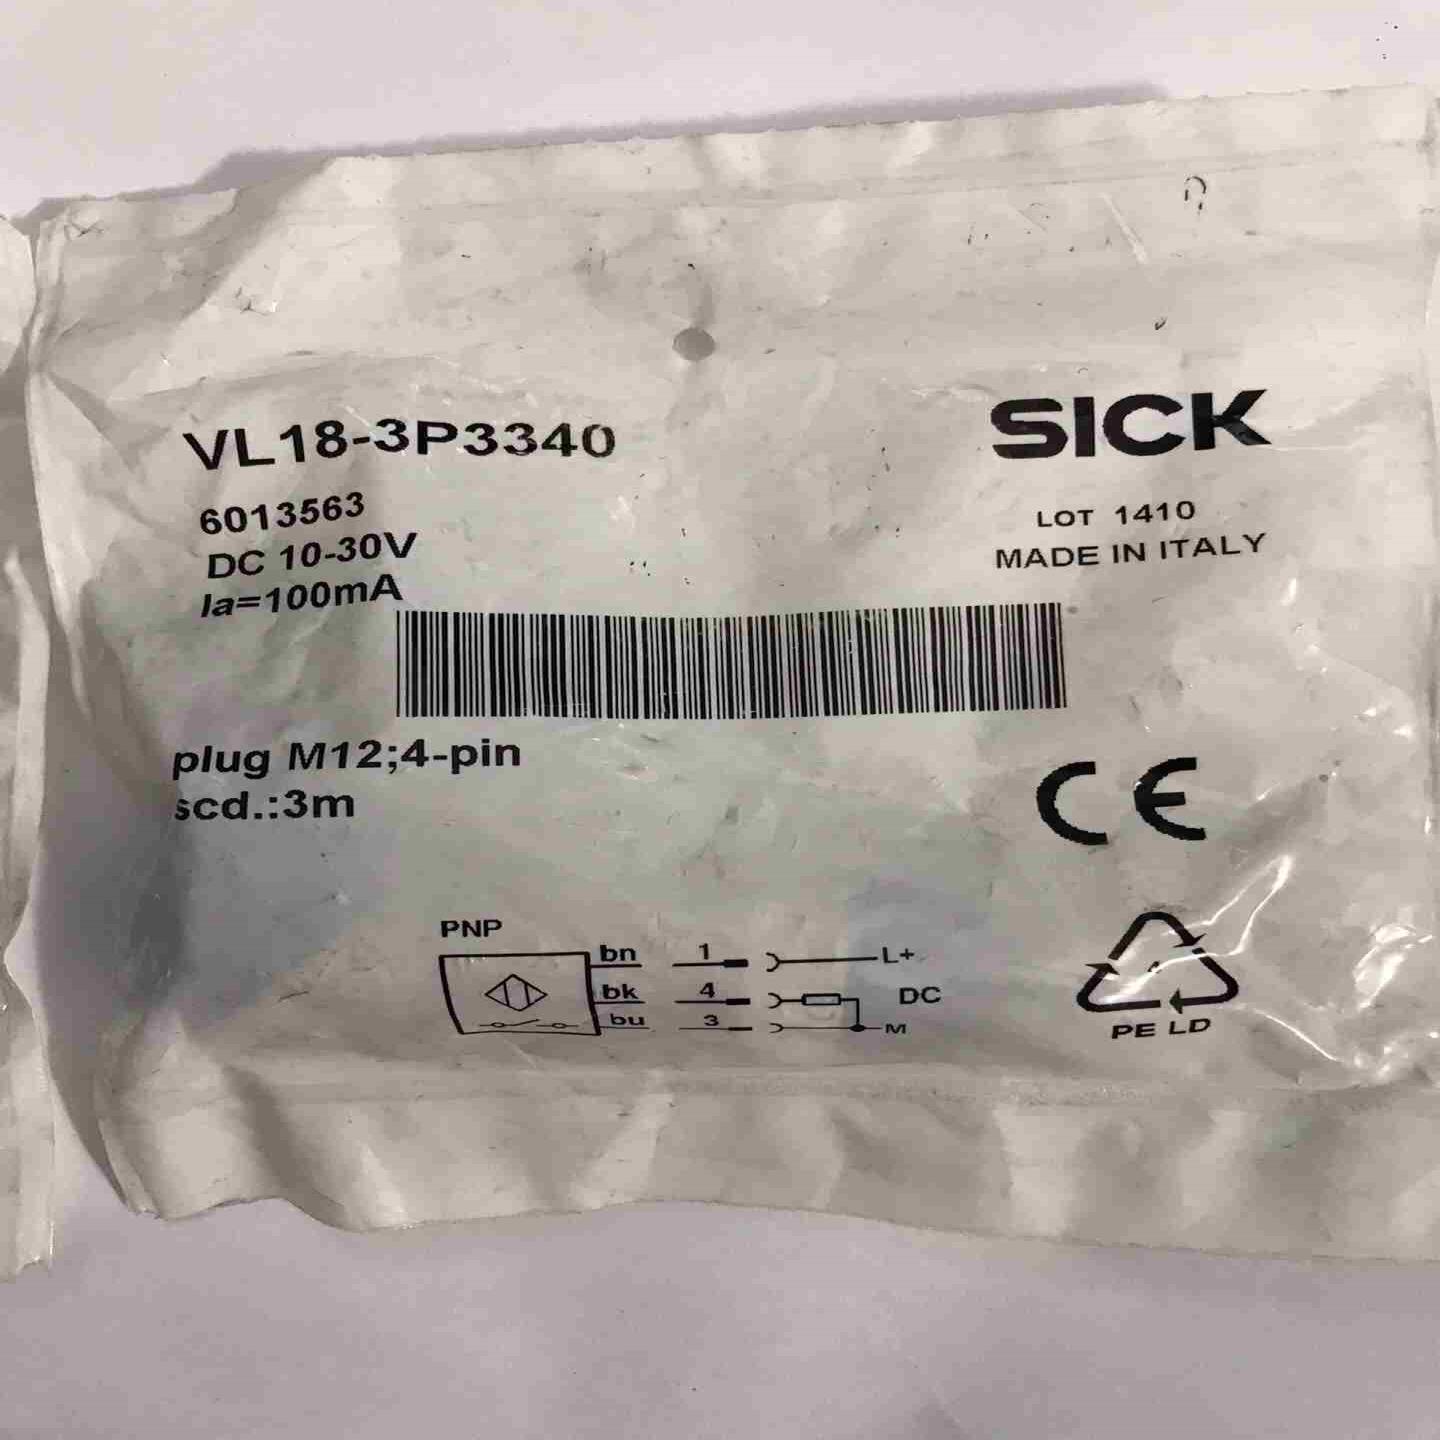 VL18-3P3340
SICK
6013563
DC 10-30V
Ia=100mA
LOT 1410
MADE IN ITALY
plug M12;4-pin
scd.:3m
CE
PNP
bn 1 L+
bk 4 DC
bu 3 M
PE LD